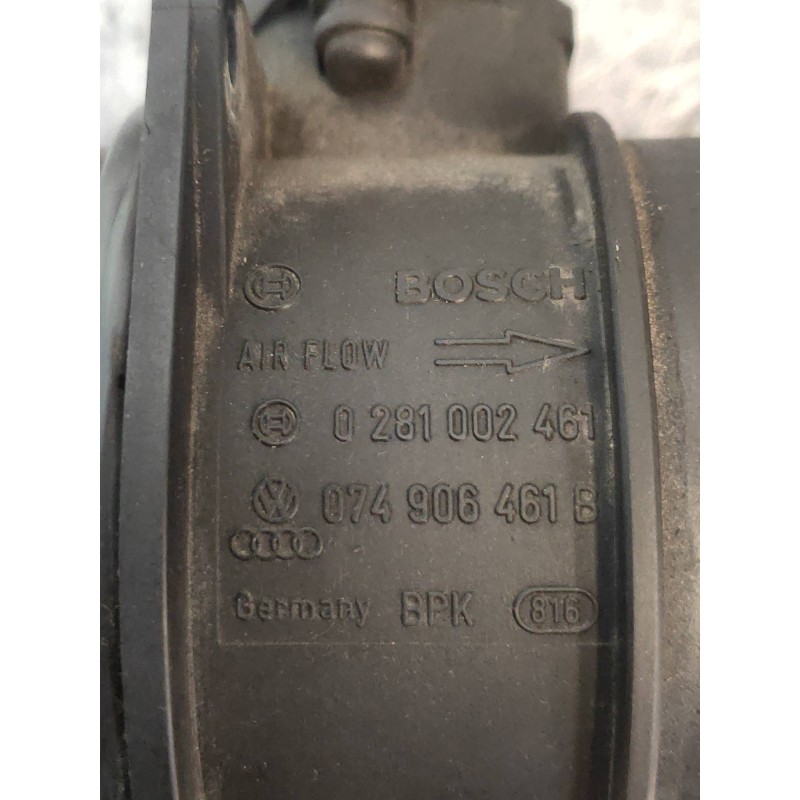 BOSCH
AIR FLOW
0 281 002 461
074 906 461 B
Germany BPK 816